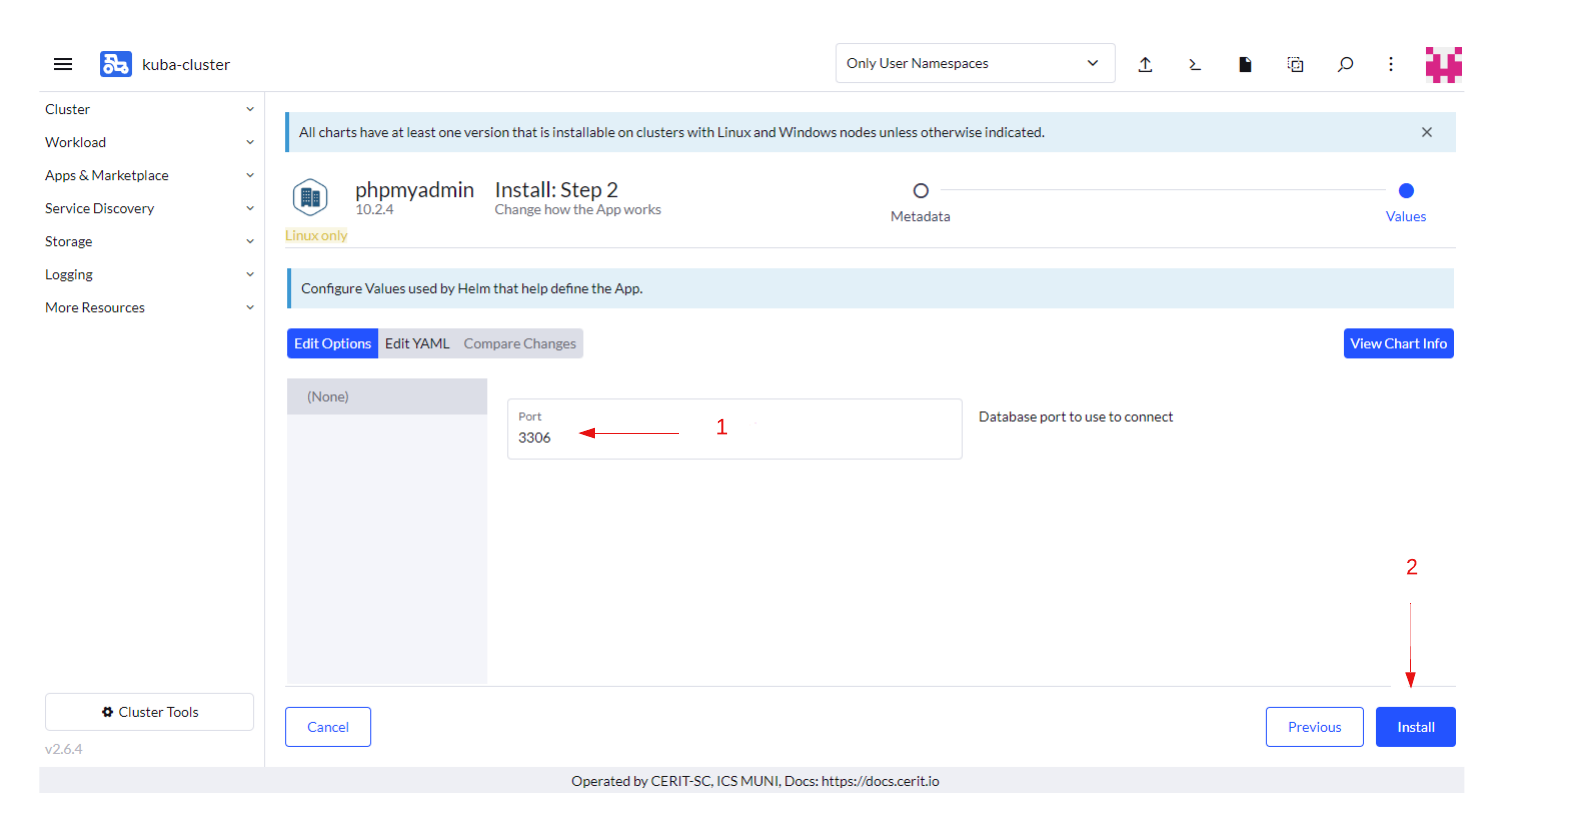 kuba-cluster
Only User Namespaces
Cluster
Workload
Apps & Marketplace
Service Discovery
Storage
Logging
More Resources
All charts have at least one version that is installable on clusters with Linux and Windows nodes unless otherwise indicated.
phpmyadmin
10.2.4
Linux only
Install: Step 2
Change how the App works
Metadata
Values
Configure Values used by Helm that help define the App.
Edit Options Edit YAML Compare Changes
View Chart Info
(None)
Port
3306
1
Database port to use to connect
2
Cluster Tools
v2.6.4
Cancel
Previous
Install
Operated by CERIT-SC, ICS MUNI, Docs: https://docs.cerit.io